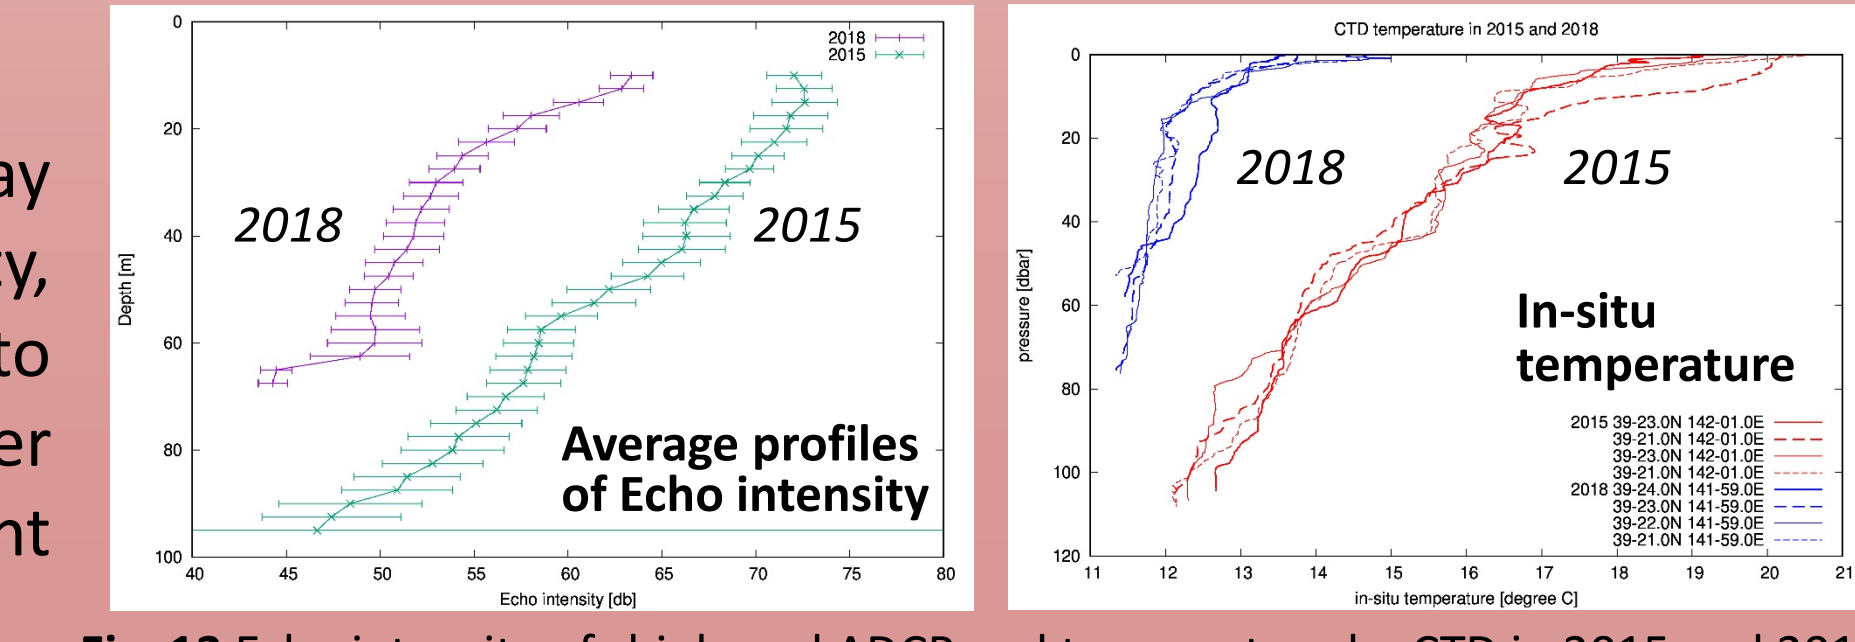 ay
cy,
to
er
nt
0
20
40
60
80
100
Depth [m]
2018
2015
2018
2015
Average profiles
of Echo intensity
40 45 50 55 60 65 70 75 80
Echo intensity [db]
CTD temperature in 2015 and 2018
0
20
40
60
80
100
120
pressure [dbar]
2018
2015
In-situ
temperature
2015 39-23.0N 142-01.0E
39-21.0N 142-01.0E
39-23.0N 142-01.0E
39-21.0N 142-01.0E
2018 39-24.0N 141-59.0E
39-23.0N 141-59.0E
39-22.0N 141-59.0E
39-21.0N 141-59.0E
11 12 13 14 15 16 17 18 19 20 21
in-situ temperature [degree C]